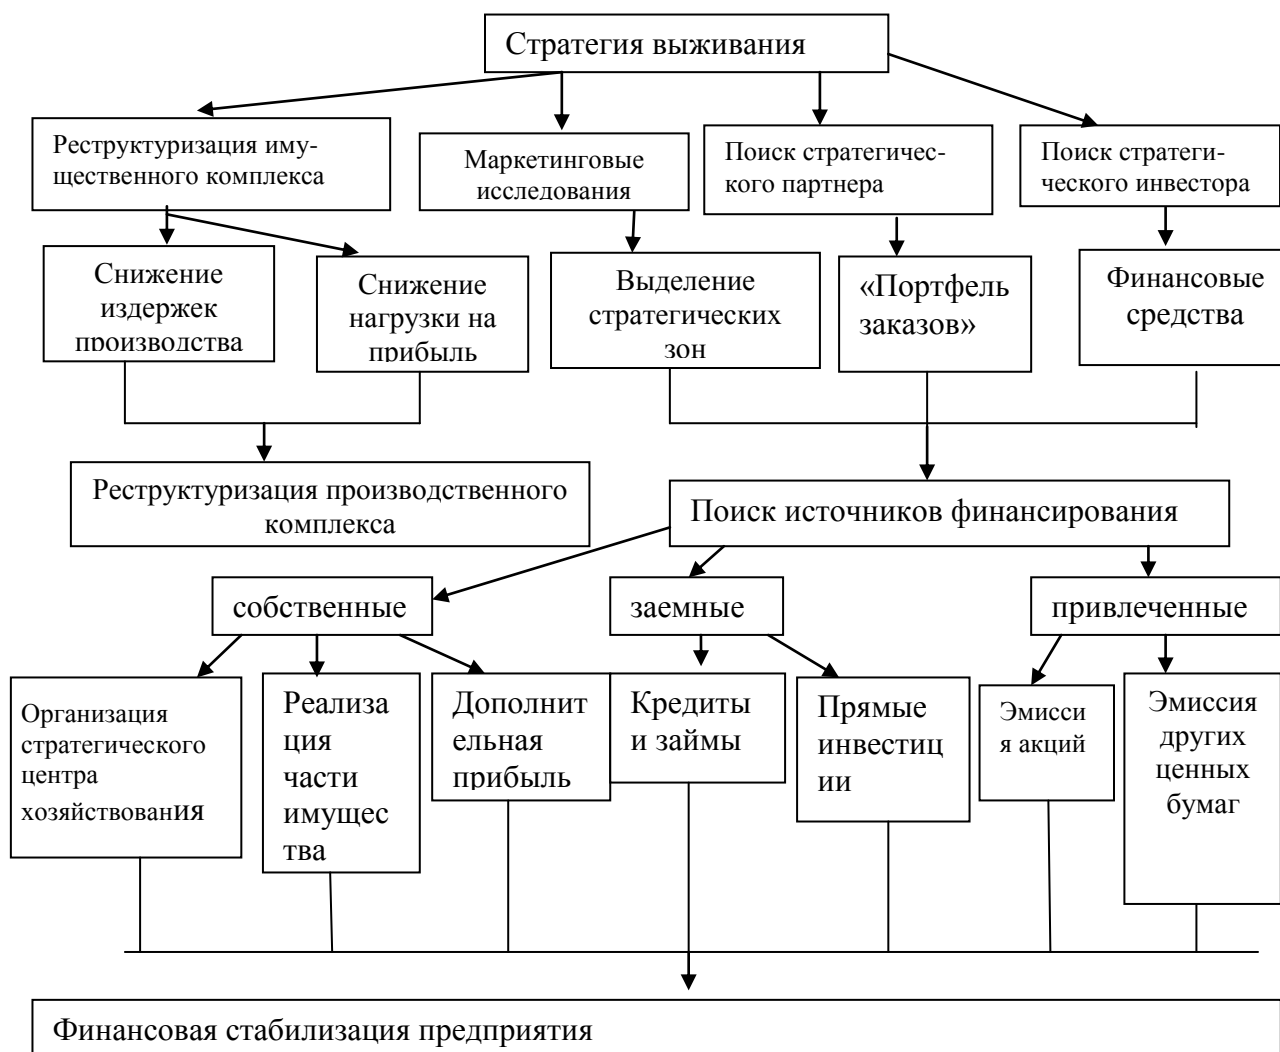 Стратегия выживания
Реструктуризация иму-
щественного комплекса
Маркетинговые
исследования
Поиск стратегичес-
кого партнера
Поиск стратеги-
ческого инвестора
Снижение
издержек
производства
Снижение
нагрузки на
прибыль
Выделение
стратегических
зон
«Портфель
заказов»
Финансовые
средства
Реструктуризация производственного
комплекса
Поиск источников финансирования
собственные
заемные
привлеченные
Организация
стратегического
центра
хозяйствования
Реализа
ция
части
имущес
тва
Дополнит
ельная
прибыль
Кредиты
и займы
Прямые
инвестиц
ии
Эмисси
я акций
Эмиссия
других
ценных
бумаг
Финансовая стабилизация предприятия